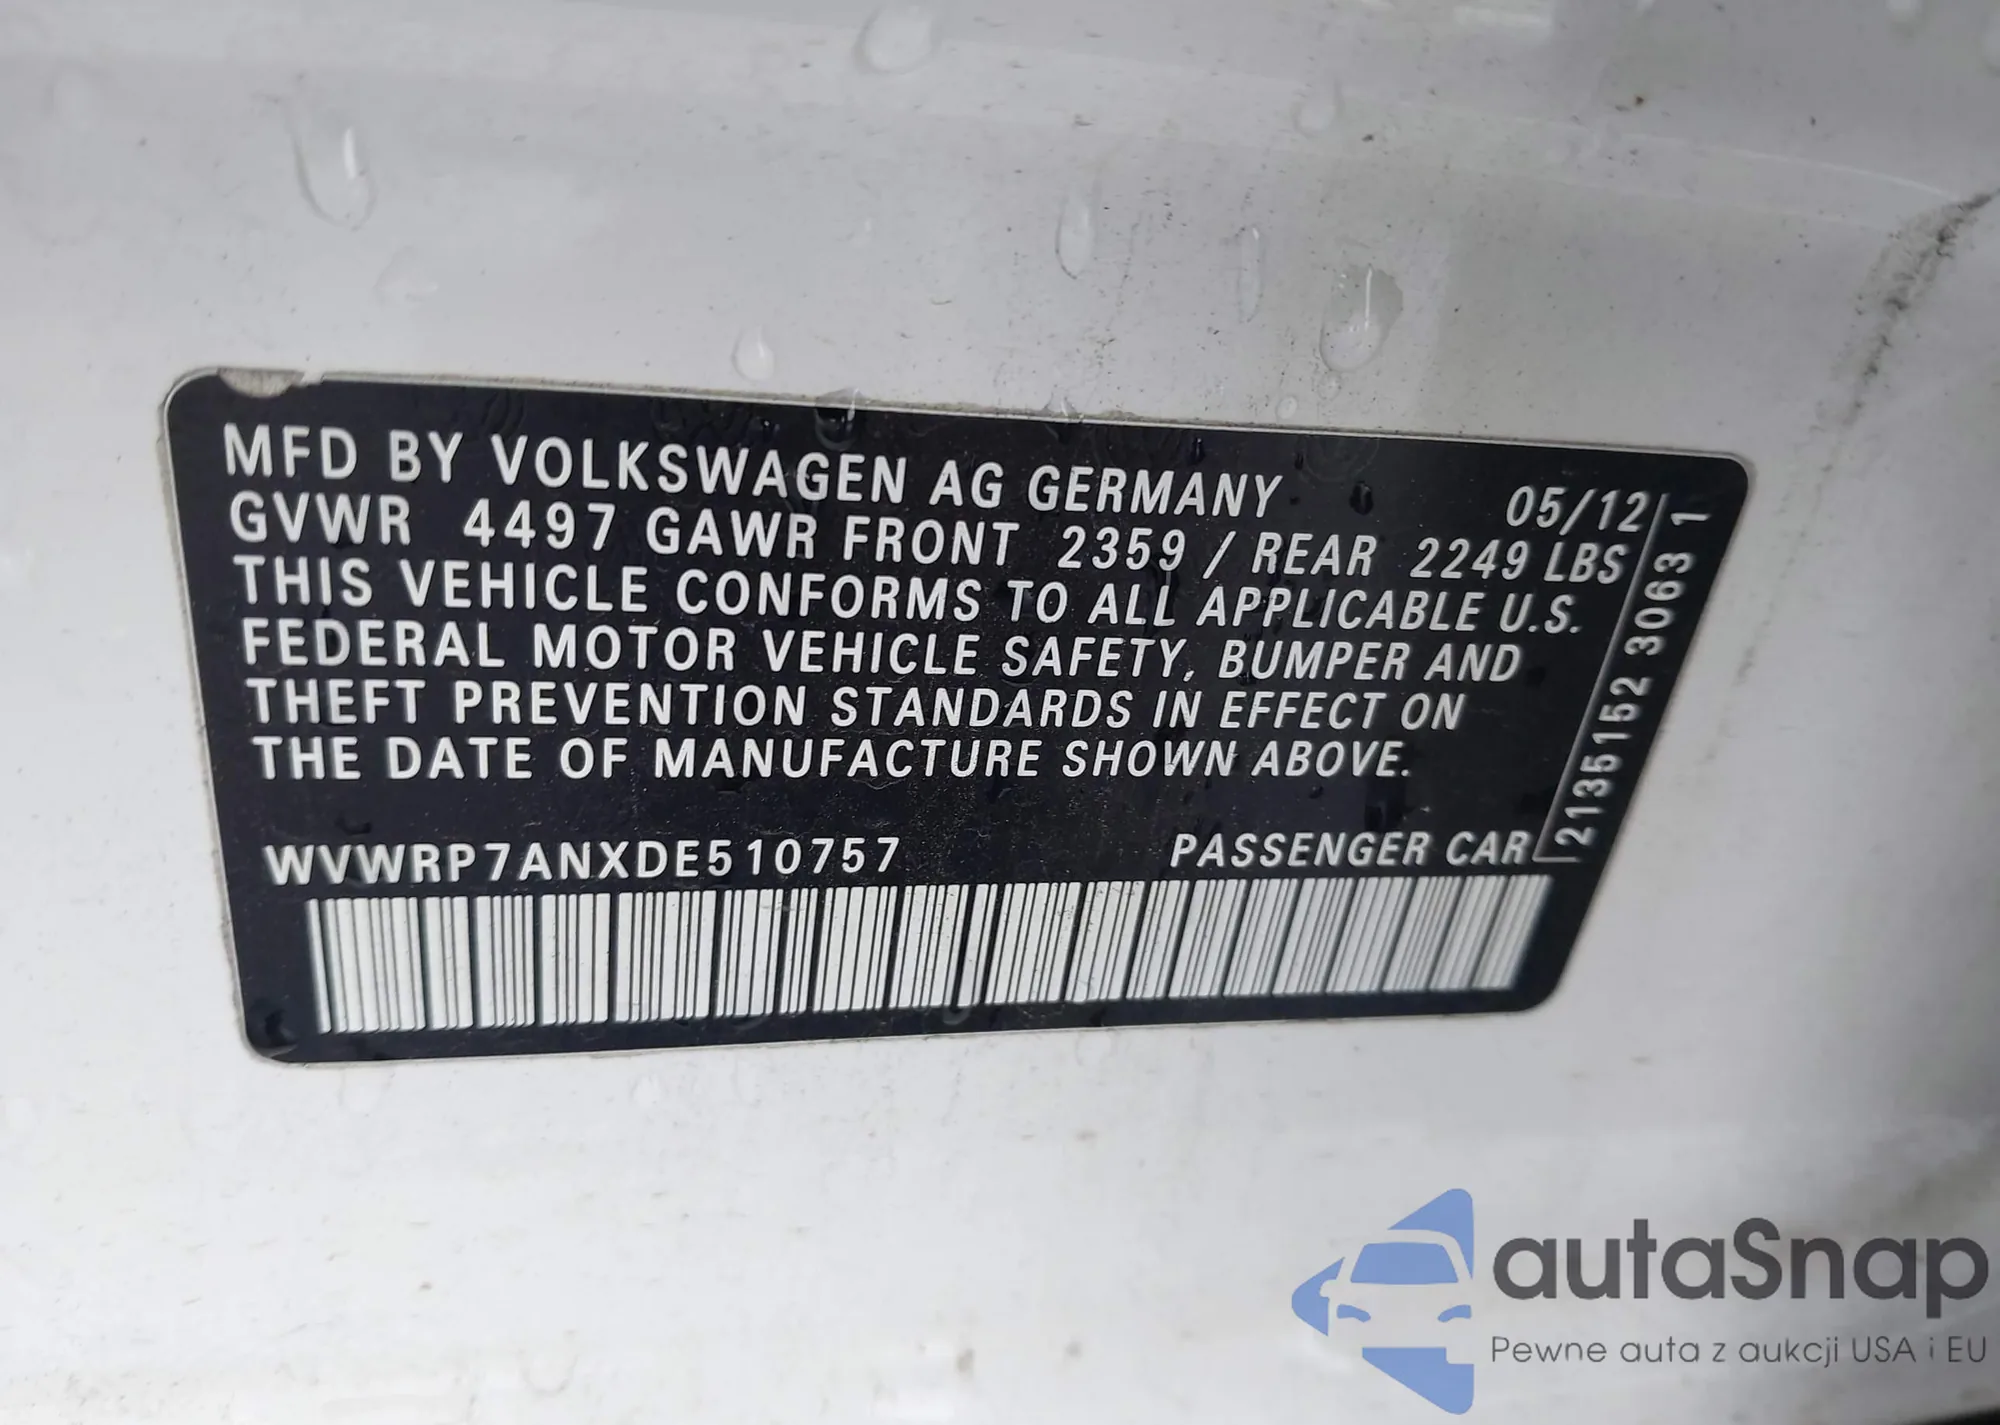 MFD BY VOLKSWAGEN AG GERMANY 05/12
GVWR 4497 GAWR FRONT 2359 / REAR 2249 LBS
THIS VEHICLE CONFORMS TO ALL APPLICABLE U.S.
FEDERAL MOTOR VEHICLE SAFETY, BUMPER AND
THEFT PREVENTION STANDARDS IN EFFECT ON
THE DATE OF MANUFACTURE SHOWN ABOVE.
WVWRP7ANXDE510757 PASSENGER CAR
2135152 3063 1
autaSnap
Pewne auta z aukcji USA i EU